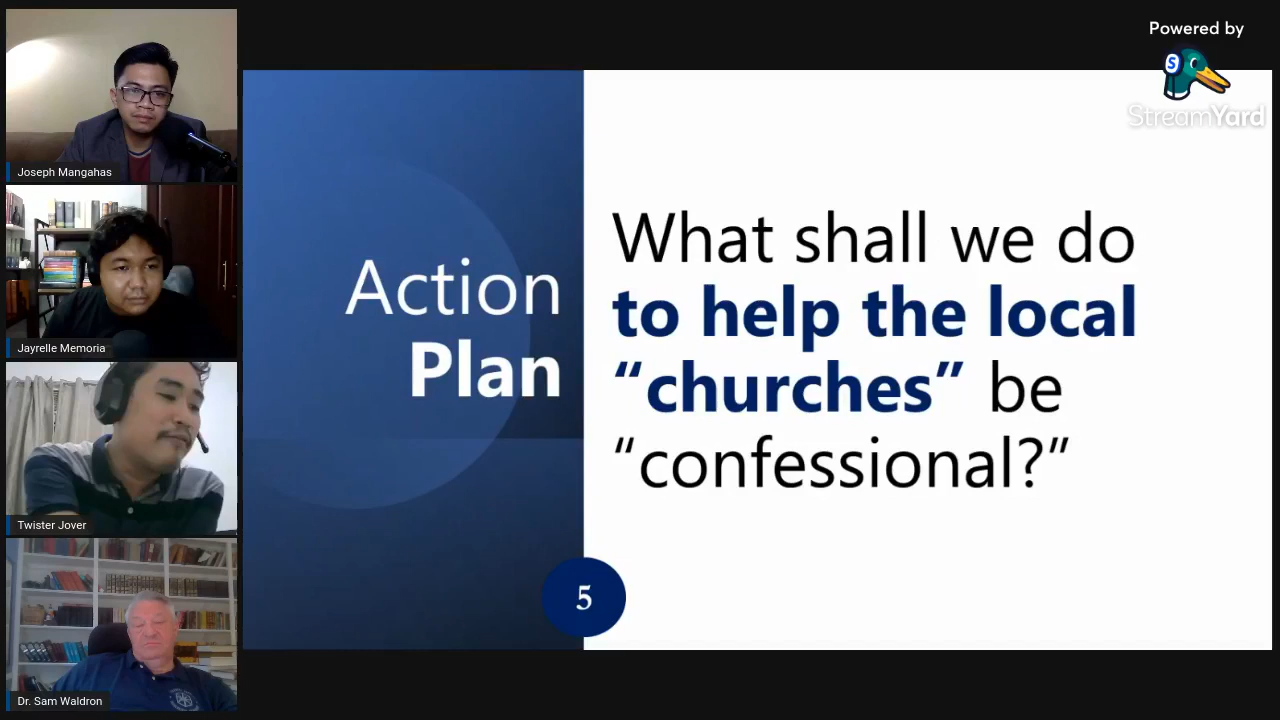 Powered by
StreamYard
Joseph Mangahas
Jayrelle Memoria
Twister Jover
Dr. Sam Waldron
Action
Plan
What shall we do
to help the local
“churches” be
“confessional?”
5